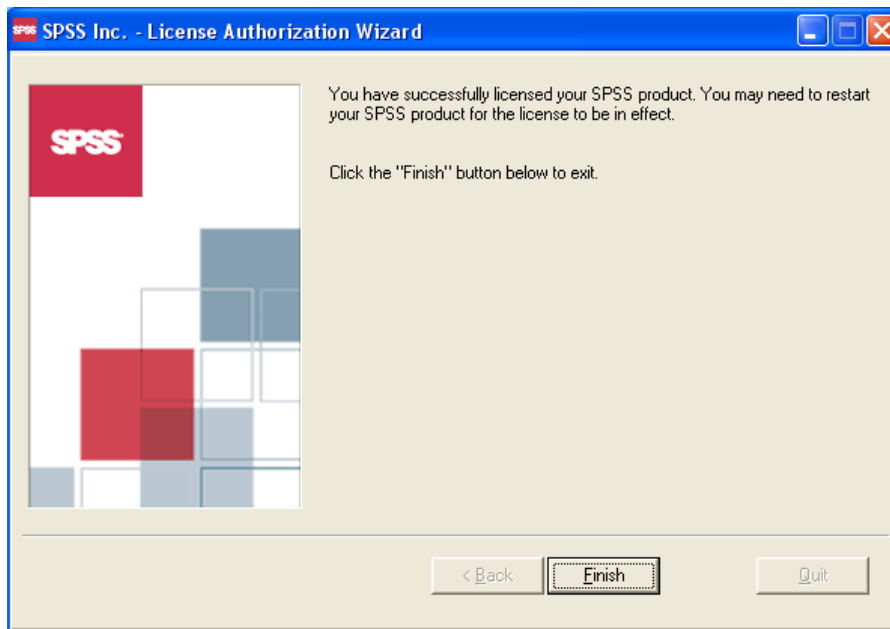 SPSS SPSS Inc. - License Authorization Wizard
SPSS
You have successfully licensed your SPSS product. You may need to restart
your SPSS product for the license to be in effect.
Click the "Finish" button below to exit.
< Back Finish Quit